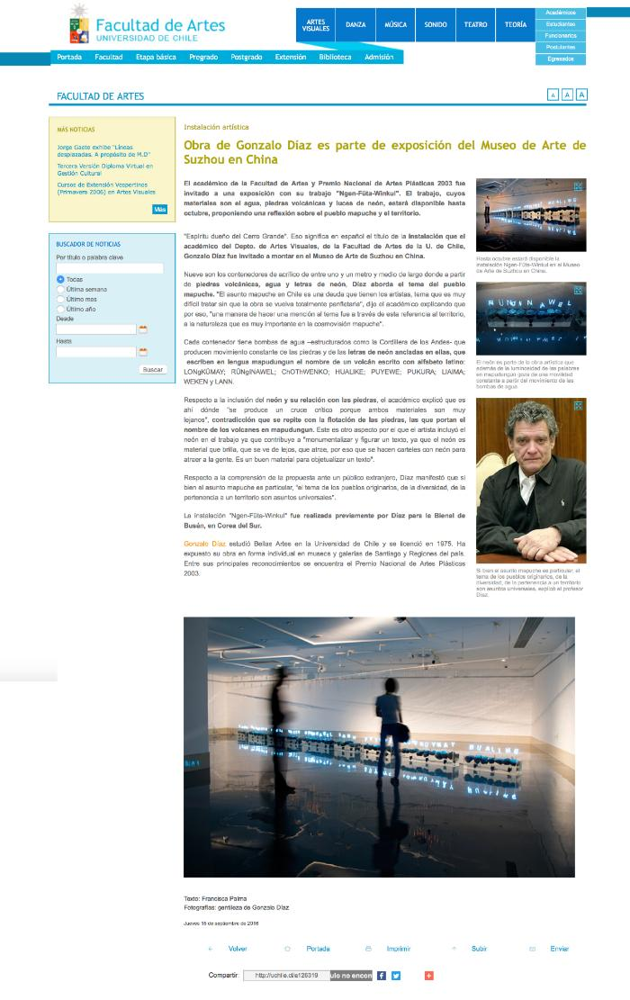 Facultad de Artes
UNIVERSIDAD DE CHILE
ARTES VISUALES
DANZA
MÚSICA
SONIDO
TEATRO
TEORÍA
Académicos
Estudiantes
Funcionarios
Postulantes
Egresados
Portada Facultad Etapa básica Pregrado Postgrado Extensión Biblioteca Admisión
FACULTAD DE ARTES
A A A
MÁS NOTICIAS
Jorge Gaete exhibe "Líneas
desplazadas. A propósito de M.D"
Tercera Versión Diploma Virtual en
Gestión Cultural
Cursos de Extensión Vespertinos
(Primavera 2006) en Artes Visuales
Más
BUSCADOR DE NOTICIAS
Por título o palabra clave
Todas
Última semana
Último mes
Último año
Desde
Hasta
Buscar
Instalación artística
Obra de Gonzalo Díaz es parte de exposición del Museo de Arte de
Suzhou en China
El académico de la Facultad de Artes y Premio Nacional de Artes Plásticas 2003 fue
invitado a una exposición con su trabajo "Ngen-Füta-Winkul". El trabajo, cuyos
materiales son el agua, piedras volcánicas y luces de neón, estará disponible hasta
octubre, proponiendo una reflexión sobre el pueblo mapuche y el territorio.
"Espíritu dueño del Cerro Grande". Eso significa en español el título de la instalación que el
académico del Depto. de Artes Visuales, de la Facultad de Artes de la U. de Chile,
Gonzalo Díaz fue invitado a montar en el Museo de Arte de Suzhou en China.
Nueve son los contenedores de acrílico de entre uno y un metro y medio de largo donde a partir
de piedras volcánicas, agua y letras de neón, Díaz aborda el tema del pueblo
mapuche. "El asunto mapuche en Chile es una deuda que tienen los artistas, tema que es muy
difícil tratar sin que la obra se vuelva totalmente panfletaria", dijo el académico explicando que
por eso, "una manera de hacer una mención al tema fue a través de esta referencia al territorio,
a la naturaleza que es muy importante en la cosmovisión mapuche".
Cada contenedor tiene bombas de agua –estructurados como la Cordillera de los Andes- que
producen movimiento constante de las piedras y de las letras de neón ancladas en ellas, que
escriben en lengua mapudungun el nombre de un volcán escrito con alfabeto latino:
LONgKÜMAY; RÜNgINAWEL; ChOThWENKO; HUALIKE; PUYEWE; PUKURA; LIAIMA;
WEKEN y LANN.
Respecto a la inclusión del neón y su relación con las piedras, el académico explicó que es
ahí dónde "se produce un cruce crítico porque ambos materiales son muy
lejanos", contradicción que se repite con la flotación de las piedras, las que portan el
nombre de los volcanes en mapudungun. Este es otro aspecto por el que el artista incluyó el
neón en el trabajo ya que contribuye a "monumentalizar y figurar un texto, ya que el neón es
material que brilla, que se ve de lejos, que atrae, por eso que se hacen carteles con neón para
atraer a la gente. Es un buen material para objetualizar un texto".
Respecto a la comprensión de la propuesta ante un público extranjero, Díaz manifestó que si
bien el asunto mapuche es particular, "el tema de los pueblos originarios, de la diversidad, de la
pertenencia a un territorio son asuntos universales".
La instalación "Ngen-Füta-Winkul" fue realizada previamente por Díaz para la Bienal de
Busán, en Corea del Sur.
Gonzalo Díaz estudió Bellas Artes en la Universidad de Chile y se licenció en 1975. Ha
expuesto su obra en forma individual en museos y galerías de Santiago y Regiones del país.
Entre sus principales reconocimientos se encuentra el Premio Nacional de Artes Plásticas
2003.
Hasta octubre estará disponible la
instalación Ngen-Füta-Winkul en el Museo
de Arte de Suzhou en China.
El neón es parte de la obra artística que
además de la luminosidad de las palabras
en mapudungún goza de una movilidad
constante a partir del movimiento de las
bombas de agua.
Si bien el asunto mapuche es particular, el
tema de los pueblos originarios, de la
diversidad, de la pertenencia a un territorio
son asuntos universales, explicó el profesor
Díaz.
HUALIKE
Texto: Francisca Palma
Fotografías: gentileza de Gonzalo Díaz
Jueves 15 de septiembre de 2016
Volver Portada Imprimir Subir Enviar
Compartir: http://uchile.cl/a126319 ulo no encon